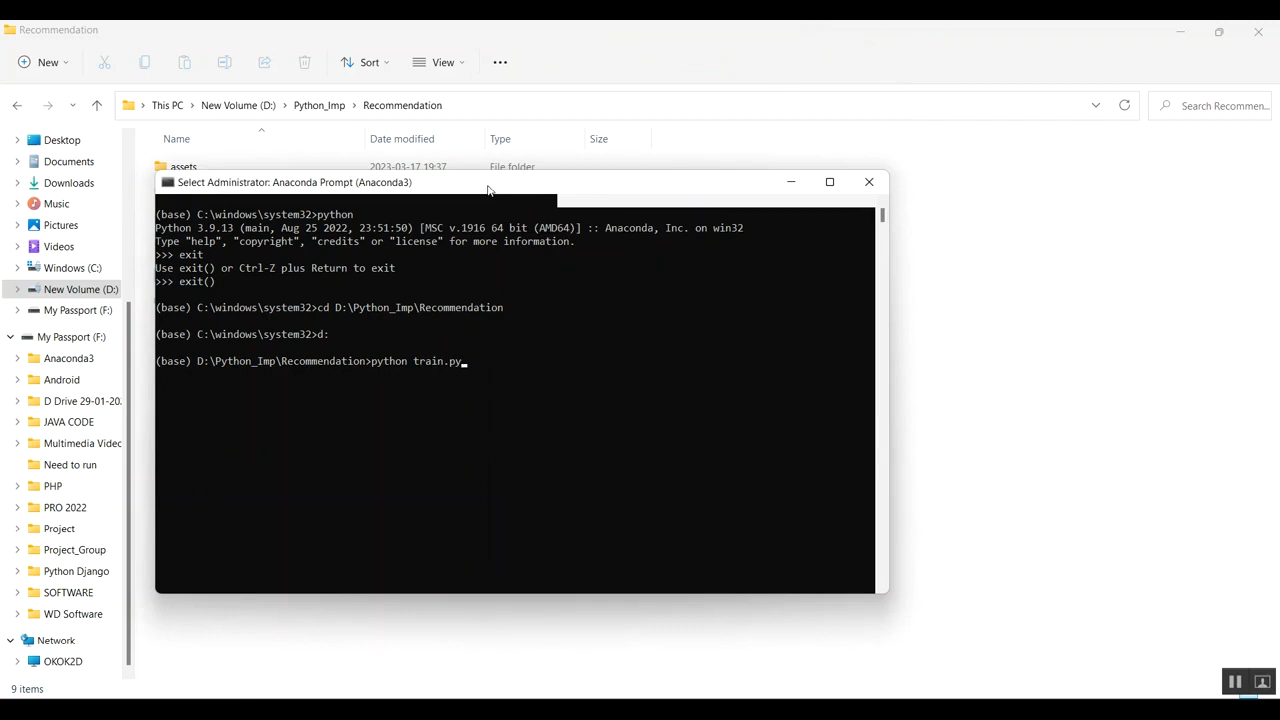 Recommendation
New
Sort
View
This PC > New Volume (D:) > Python_Imp > Recommendation
Search Recommen...
Name
Date modified
Type
Size
assets
2023-03-17 19:37
File folder
Desktop
Documents
Downloads
Music
Pictures
Videos
Windows (C:)
New Volume (D:)
My Passport (F:)
My Passport (F:)
Anaconda3
Android
D Drive 29-01-20
JAVA CODE
Multimedia Videc
Need to run
PHP
PRO 2022
Project
Project_Group
Python Django
SOFTWARE
WD Software
Network
OKOK2D
9 items
Select Administrator: Anaconda Prompt (Anaconda3)
(base) C:\windows\system32>python
Python 3.9.13 (main, Aug 25 2022, 23:51:50) [MSC v.1916 64 bit (AMD64)] :: Anaconda, Inc. on win32
Type "help", "copyright", "credits" or "license" for more information.
>>> exit
Use exit() or Ctrl-Z plus Return to exit
>>> exit()
(base) C:\windows\system32>cd D:\Python_Imp\Recommendation
(base) C:\windows\system32>d:
(base) D:\Python_Imp\Recommendation>python train.py